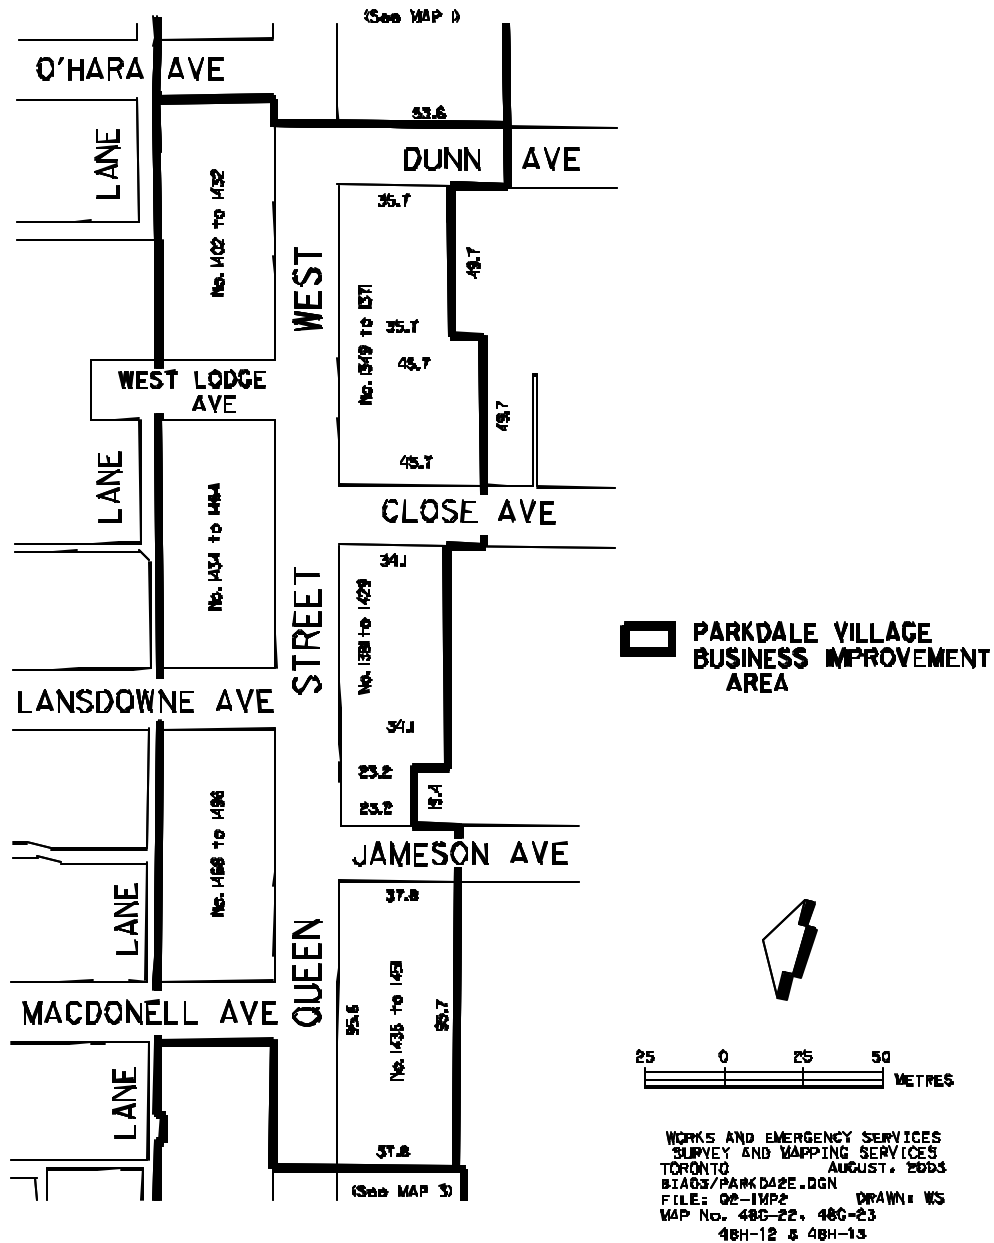 (See MAP 1)
O'HARA AVE
53.6
DUNN AVE
LANE
No. 1402 to 1432
35.7
WEST
49.7
No. 1349 to 1371
35.7
45.7
WEST LODGE
AVE
49.7
45.7
LANE
No. 1434 to 1464
CLOSE AVE
34.1
STREET
No. 1381 to 1429
PARKDALE VILLAGE
BUSINESS IMPROVEMENT
AREA
LANSDOWNE AVE
34.1
23.2
15.4
23.2
No. 1466 to 1496
JAMESON AVE
37.8
LANE
QUEEN
No. 1435 to 1451
95.6
95.7
MACDONELL AVE
25 0 25 50
METRES
LANE
37.8
(See MAP 3)
WORKS AND EMERGENCY SERVICES
SURVEY AND MAPPING SERVICES
TORONTO AUGUST, 2003
BIA03/PARKDA2E.DGN
FILE: Q2-IMP2 DRAWN: WS
MAP No. 48G-22, 48G-23
48H-12 & 48H-13